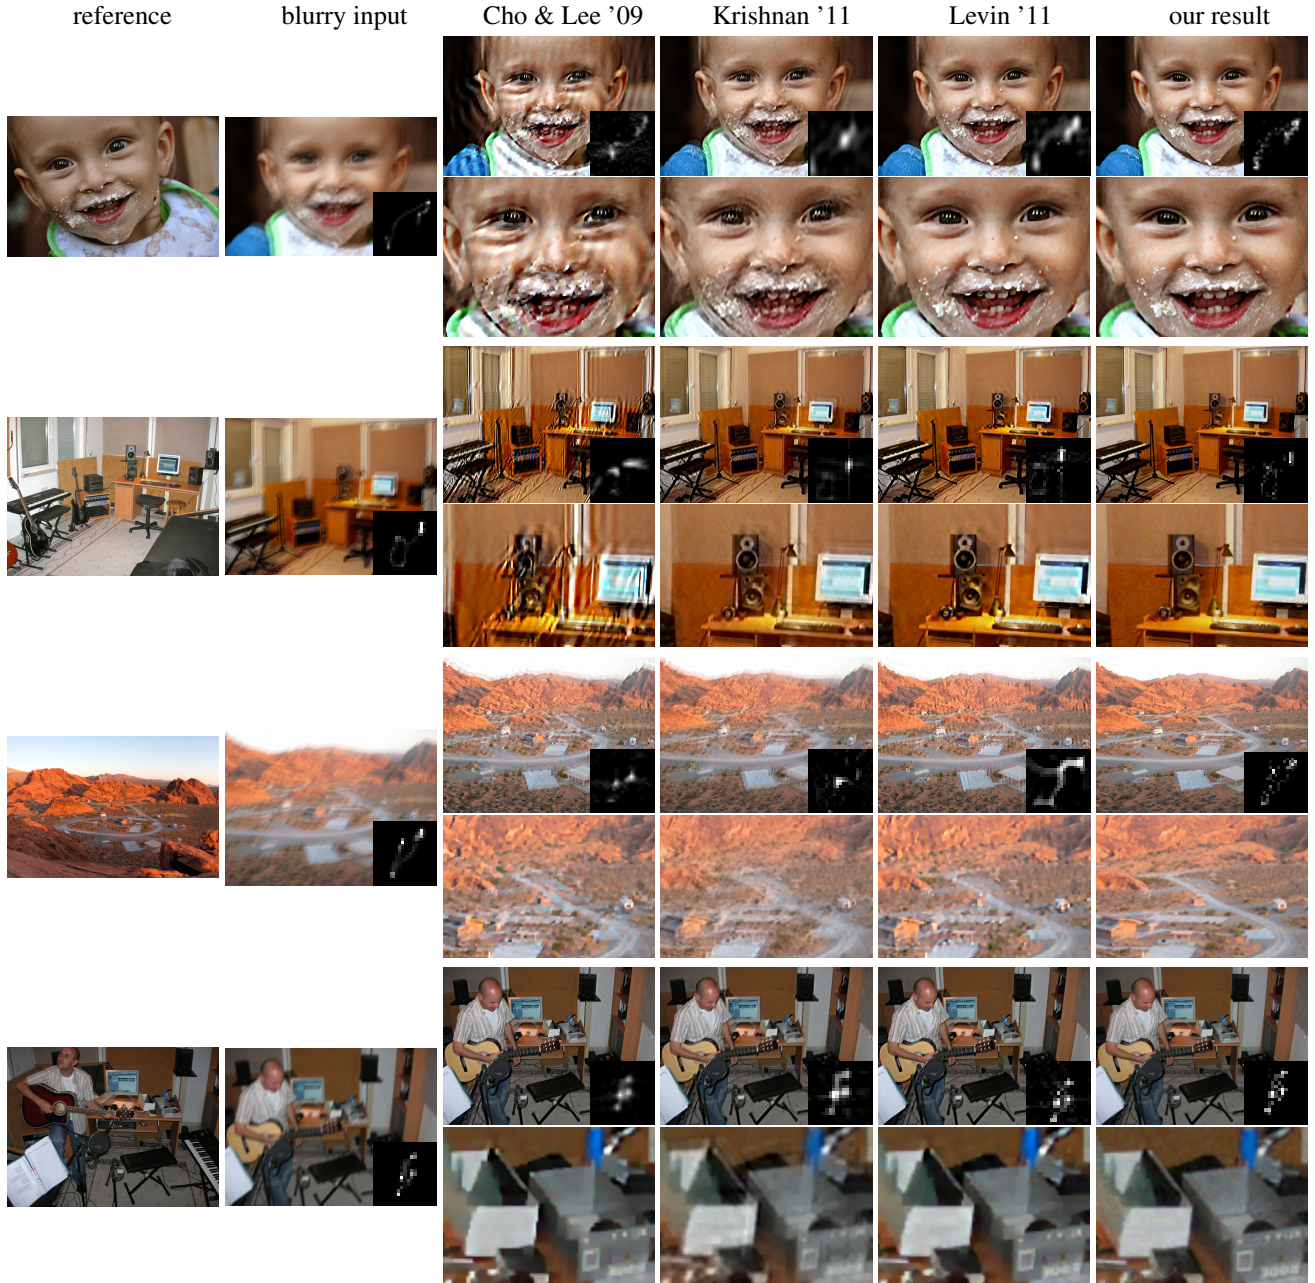 reference blurry input Cho & Lee ’09 Krishnan ’11 Levin ’11 our result